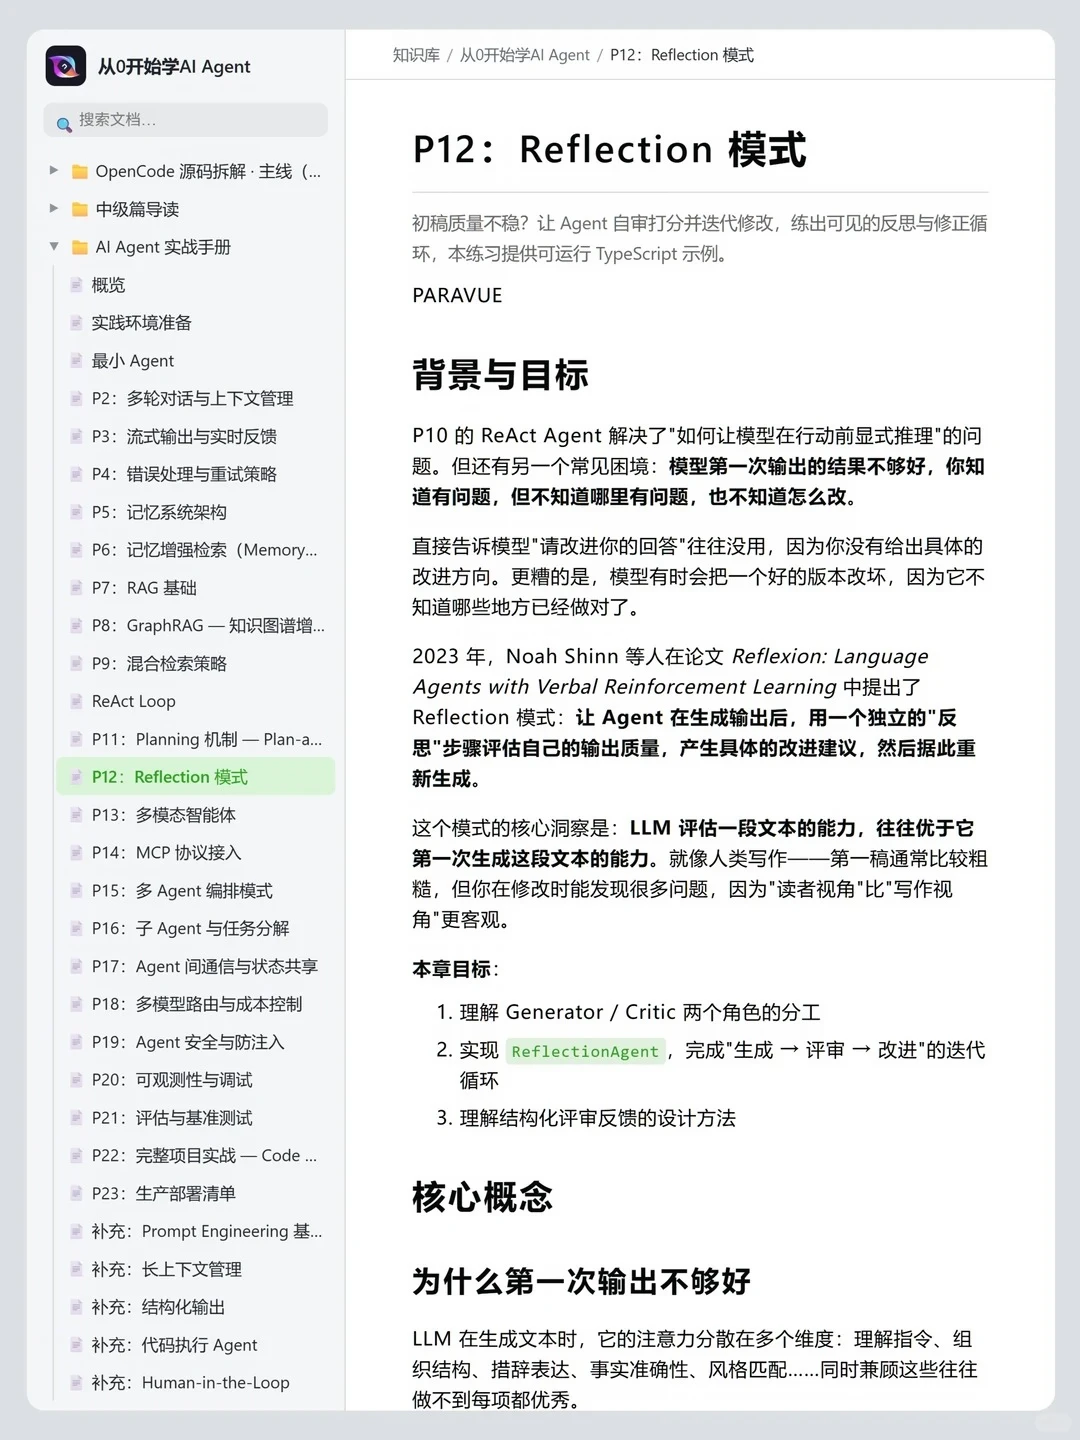 从0开始学AI Agent
搜索文档...
OpenCode 源码拆解 · 主线（...
中级篇导读
AI Agent 实战手册
概览
实践环境准备
最小 Agent
P2：多轮对话与上下文管理
P3：流式输出与实时反馈
P4：错误处理与重试策略
P5：记忆系统架构
P6：记忆增强检索（Memory...
P7：RAG 基础
P8：GraphRAG — 知识图谱增...
P9：混合检索策略
ReAct Loop
P11：Planning 机制 — Plan-a...
P12：Reflection 模式
P13：多模态智能体
P14：MCP 协议接入
P15：多 Agent 编排模式
P16：子 Agent 与任务分解
P17：Agent 间通信与状态共享
P18：多模型路由与成本控制
P19：Agent 安全与防注入
P20：可观测性与调试
P21：评估与基准测试
P22：完整项目实战 — Code ...
P23：生产部署清单
补充：Prompt Engineering 基...
补充：长上下文管理
补充：结构化输出
补充：代码执行 Agent
补充：Human-in-the-Loop
知识库 / 从0开始学AI Agent / P12：Reflection 模式
P12：Reflection 模式
初稿质量不稳？让 Agent 自审打分并迭代修改，练出可见的反思与修正循
环，本练习提供可运行 TypeScript 示例。
PARAVUE
背景与目标
P10 的 ReAct Agent 解决了"如何让模型在行动前显式推理"的问
题。但还有另一个常见困境：模型第一次输出的结果不够好，你知
道有问题，但不知道哪里有问题，也不知道怎么改。
直接告诉模型"请改进你的回答"往往没用，因为你没有给出具体的
改进方向。更糟的是，模型有时会把一个好的版本改坏，因为它不
知道哪些地方已经做对了。
2023 年，Noah Shinn 等人在论文 Reflexion: Language
Agents with Verbal Reinforcement Learning 中提出了
Reflection 模式：让 Agent 在生成输出后，用一个独立的"反
思"步骤评估自己的输出质量，产生具体的改进建议，然后据此重
新生成。
这个模式的核心洞察是：LLM 评估一段文本的能力，往往优于它
第一次生成这段文本的能力。就像人类写作——第一稿通常比较粗
糙，但你在修改时能发现很多问题，因为"读者视角"比"写作视
角"更客观。
本章目标：
1. 理解 Generator / Critic 两个角色的分工
2. 实现 ReflectionAgent，完成"生成 → 评审 → 改进"的迭代
循环
3. 理解结构化评审反馈的设计方法
核心概念
为什么第一次输出不够好
LLM 在生成文本时，它的注意力分散在多个维度：理解指令、组
织结构、措辞表达、事实准确性、风格匹配......同时兼顾这些往往
做不到每项都优秀。